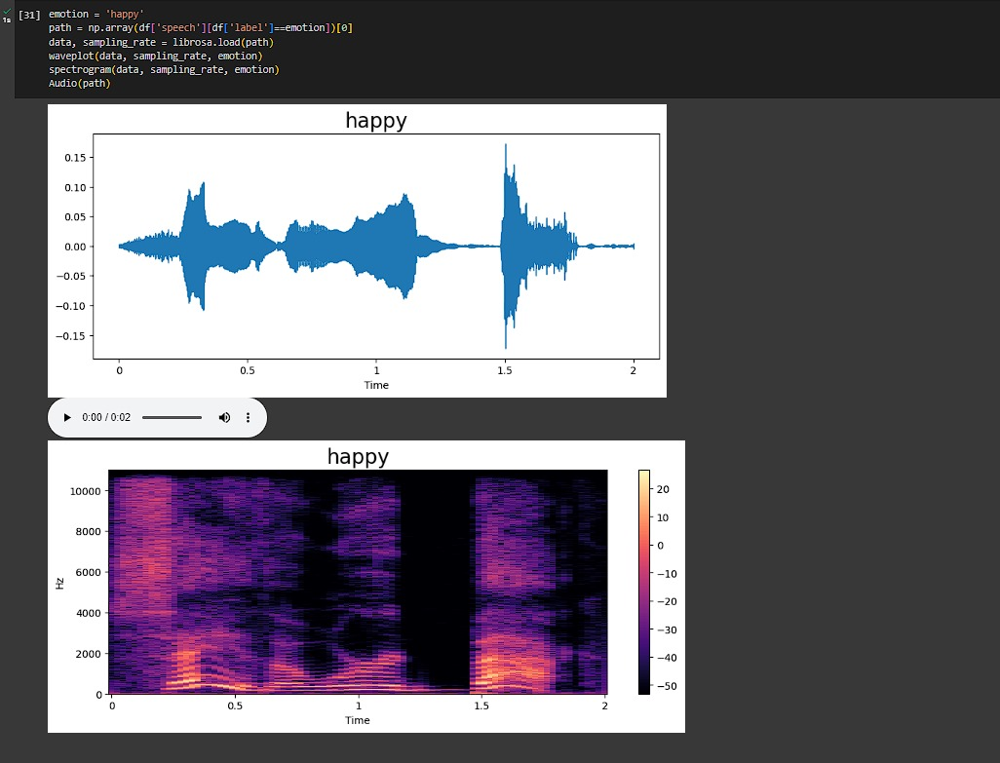 1s
[31] emotion = 'happy'
path = np.array(df['speech'][df['label']==emotion])[0]
data, sampling_rate = librosa.load(path)
waveplot(data, sampling_rate, emotion)
spectrogram(data, sampling_rate, emotion)
Audio(path)
happy
0.15
0.10
0.05
0.00
−0.05
−0.10
−0.15
0 0.5 1 1.5 2
Time
0:00 / 0:02
happy
10000
8000
6000
4000
2000
0
Hz
0 0.5 1 1.5 2
Time
20
10
0
−10
−20
−30
−40
−50